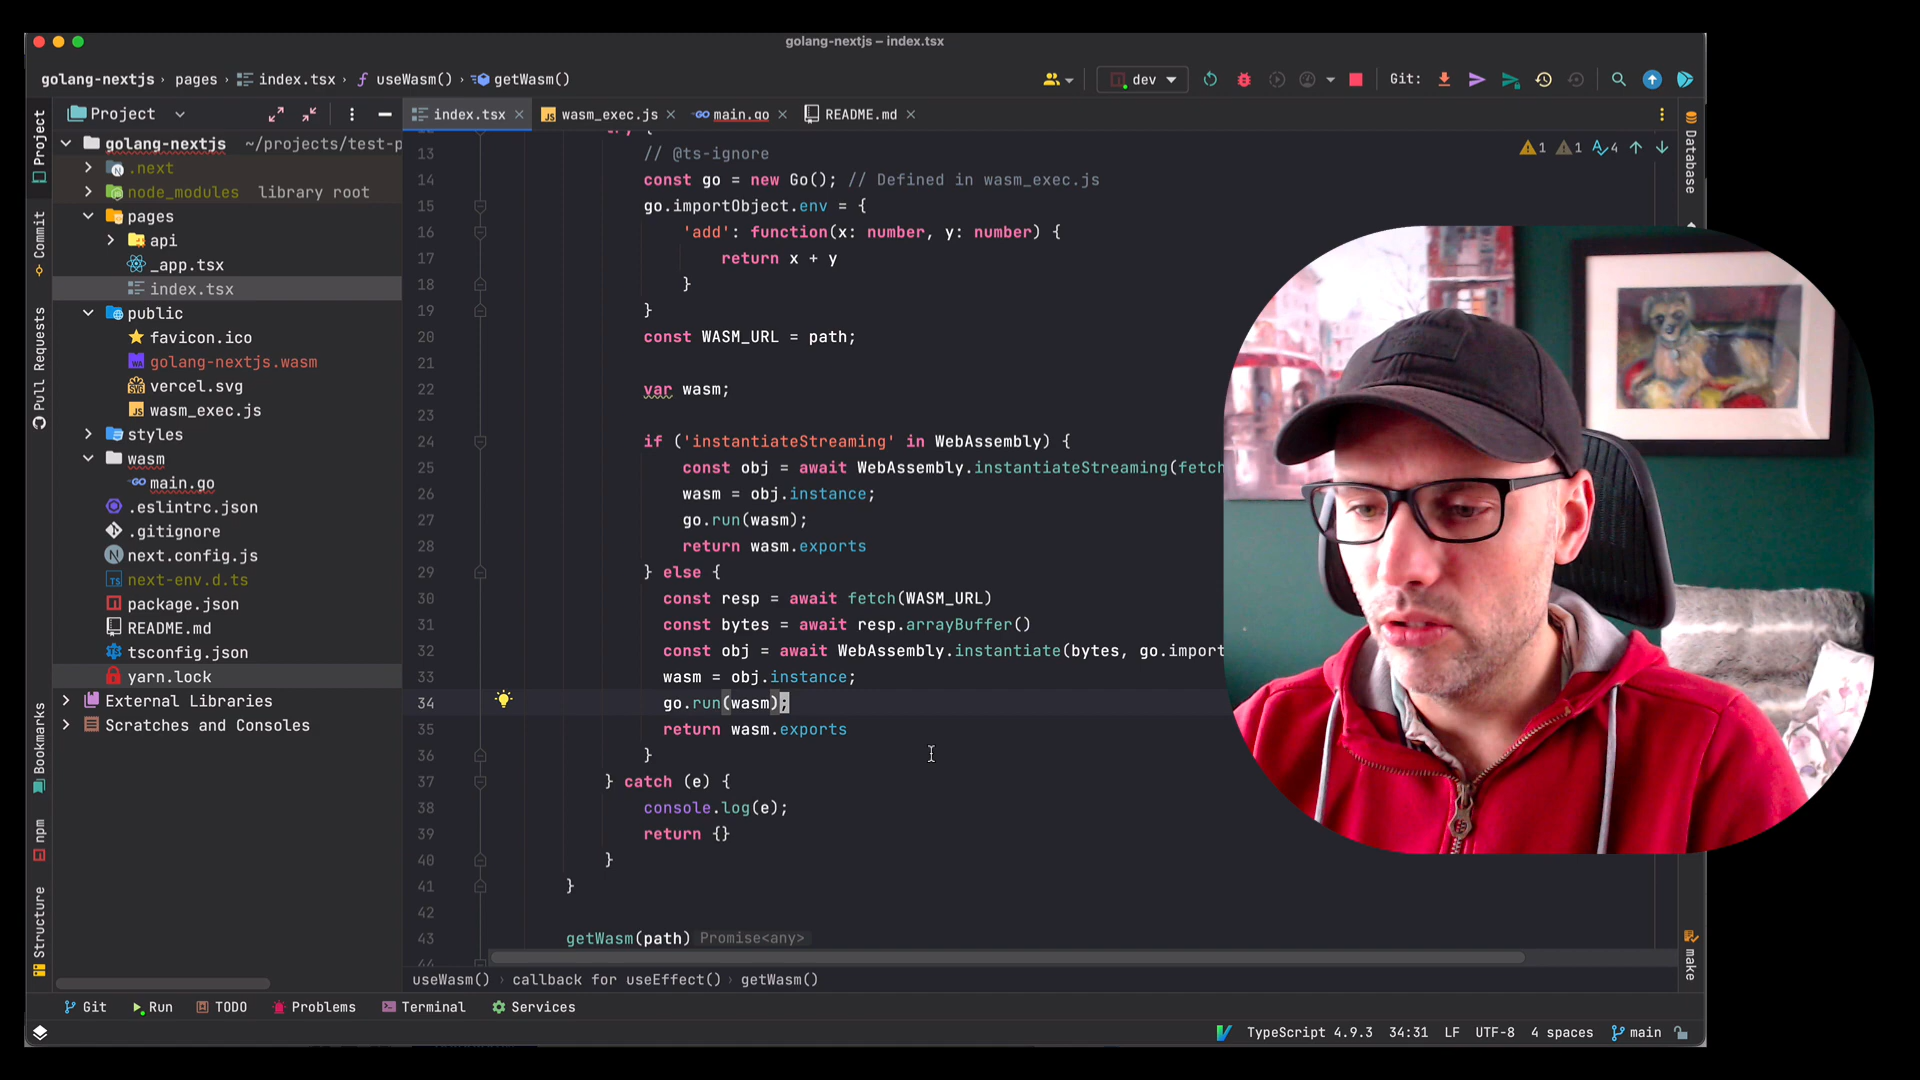 golang-nextjs – index.tsx
golang-nextjs › pages › index.tsx › useWasm() › getWasm()
dev
Git:
Project
index.tsx
wasm_exec.js
main.go
README.md
golang-nextjs ~/projects/test-p
.next
node_modules library root
pages
api
_app.tsx
index.tsx
public
favicon.ico
golang-nextjs.wasm
vercel.svg
wasm_exec.js
styles
wasm
main.go
.eslintrc.json
.gitignore
next.config.js
next-env.d.ts
package.json
README.md
tsconfig.json
yarn.lock
External Libraries
Scratches and Consoles
Project
Commit
Pull Requests
Bookmarks
npm
Structure
1 1 4
13 // @ts-ignore
14 const go = new Go(); // Defined in wasm_exec.js
15 go.importObject.env = {
16 'add': function(x: number, y: number) {
17 return x + y
18 }
19 }
20 const WASM_URL = path;
21
22 var wasm;
23
24 if ('instantiateStreaming' in WebAssembly) {
25 const obj = await WebAssembly.instantiateStreaming(fetch
26 wasm = obj.instance;
27 go.run(wasm);
28 return wasm.exports
29 } else {
30 const resp = await fetch(WASM_URL)
31 const bytes = await resp.arrayBuffer()
32 const obj = await WebAssembly.instantiate(bytes, go.import
33 wasm = obj.instance;
34 go.run(wasm);
35 return wasm.exports
36 }
37 } catch (e) {
38 console.log(e);
39 return {}
40 }
41 }
42
43 getWasm(path) Promise<any>
Database
make
useWasm() › callback for useEffect() › getWasm()
Git
Run
TODO
Problems
Terminal
Services
TypeScript 4.9.3 34:31 LF UTF-8 4 spaces main